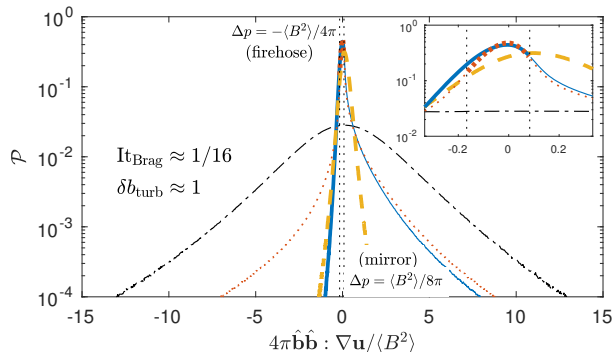 Δp = −⟨B²⟩/4π
(firehose)
It_Brag ≈ 1/16
δb_turb ≈ 1
(mirror)
Δp = ⟨B²⟩/8π
𝒫
10⁰
10⁻¹
10⁻²
10⁻³
10⁻⁴
-15 -10 -5 0 5 10 15
4πb̂b̂ : ∇u/⟨B²⟩
10⁰
10⁻¹
10⁻²
-0.2 0 0.2